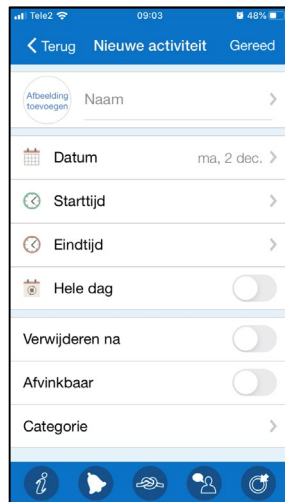 Tele2 09:03 48%
Terug Nieuwe activiteit Gereed
Afbeelding
toevoegen
Naam
Datum ma, 2 dec.
Starttijd
Eindtijd
Hele dag
Verwijderen na
Afvinkbaar
Categorie